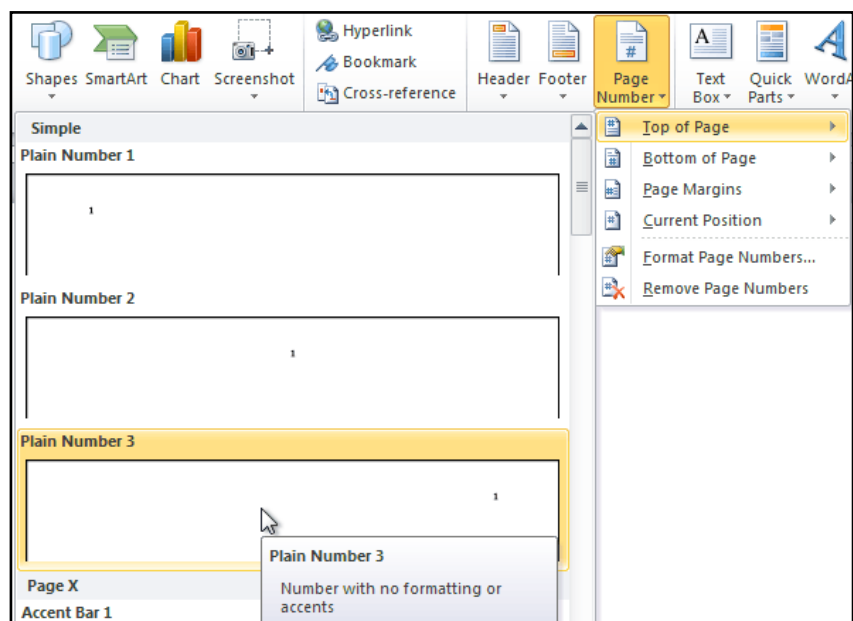 Shapes SmartArt Chart Screenshot
Hyperlink
Bookmark
Cross-reference
Header Footer
Page
Number
Text
Box
Quick
Parts
WordA
Simple
Plain Number 1
1
Plain Number 2
1
Plain Number 3
1
Plain Number 3
Number with no formatting or
accents
Page X
Accent Bar 1
Top of Page
Bottom of Page
Page Margins
Current Position
Format Page Numbers...
Remove Page Numbers